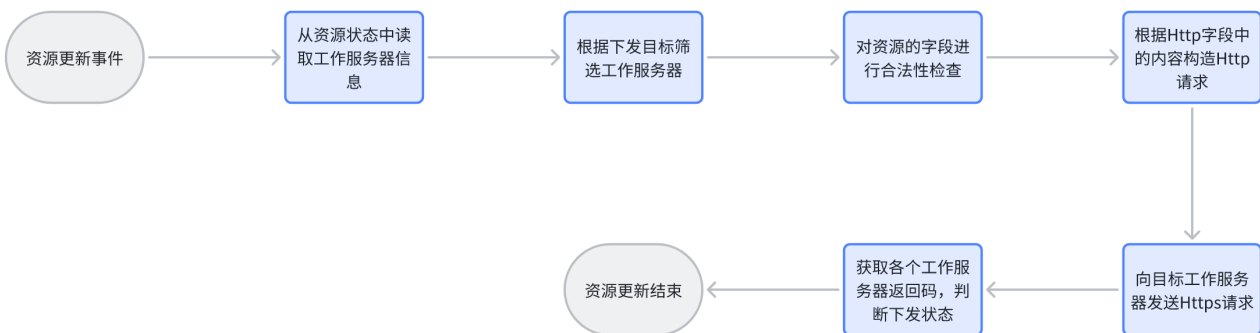 资源更新事件
从资源状态中读
取工作服务器信
息
根据下发目标筛
选工作服务器
对资源的字段进
行合法性检查
根据Http字段中
的内容构造Http
请求
向目标工作服务
器发送Https请求
获取各个工作服
务器返回码，判
断下发状态
资源更新结束